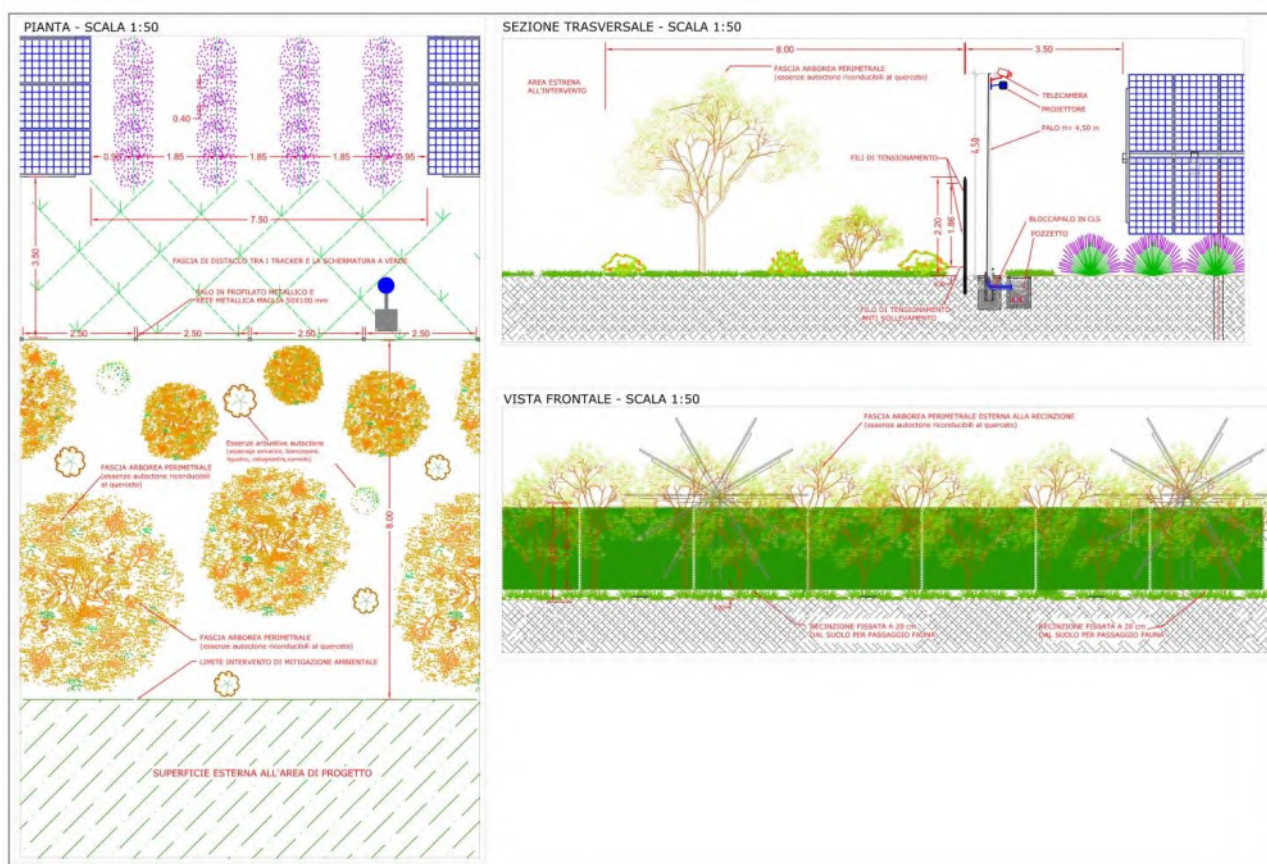 PIANTA - SCALA 1:50
0.40
0.95
1.85
1.85
1.85
0.95
7.50
3.50
FASCIA DI DISTACCO TRA I TRACKER E LA SCHERMATURA A VERDE
PALO IN PROFILATO METALLICO E
RETE METALLICA MAGLIA 50X100 mm
2.50
2.50
2.50
2.50
Essenze arbustive autoctone
FASCIA ARBOREA PERIMETRALE
(essenze autoctone riconducibili
al querceto)
8.00
FASCIA ARBOREA PERIMETRALE
(essenze autoctone riconducibili al querceto)
LIMITE INTERVENTO DI MITIGAZIONE AMBIENTALE
SUPERFICIE ESTERNA ALL'AREA DI PROGETTO
SEZIONE TRASVERSALE - SCALA 1:50
8.00
3.50
FASCIA ARBOREA PERIMETRALE
(essenze autoctone riconducibili al querceto)
AREA ESTRENA
ALL'INTERVENTO
TELECAMERA
PROIETTORE
PALO H= 4,50 m
4.50
FILI DI TENSIONAMENTO
2.20
1.86
BLOCCAPALO IN CLS
POZZETTO
FILO DI TENSIONAMENTO
ANTI SOLLEVAMENTO
VISTA FRONTALE - SCALA 1:50
FASCIA ARBOREA PERIMETRALE ESTERNA ALLA RECINZIONE
(essenze autoctone riconducibili al querceto)
RECINZIONE FISSATA A 20 cm
DAL SUOLO PER PASSAGGIO FAUNA
RECINZIONE FISSATA A 20 cm
DAL SUOLO PER PASSAGGIO FAUNA